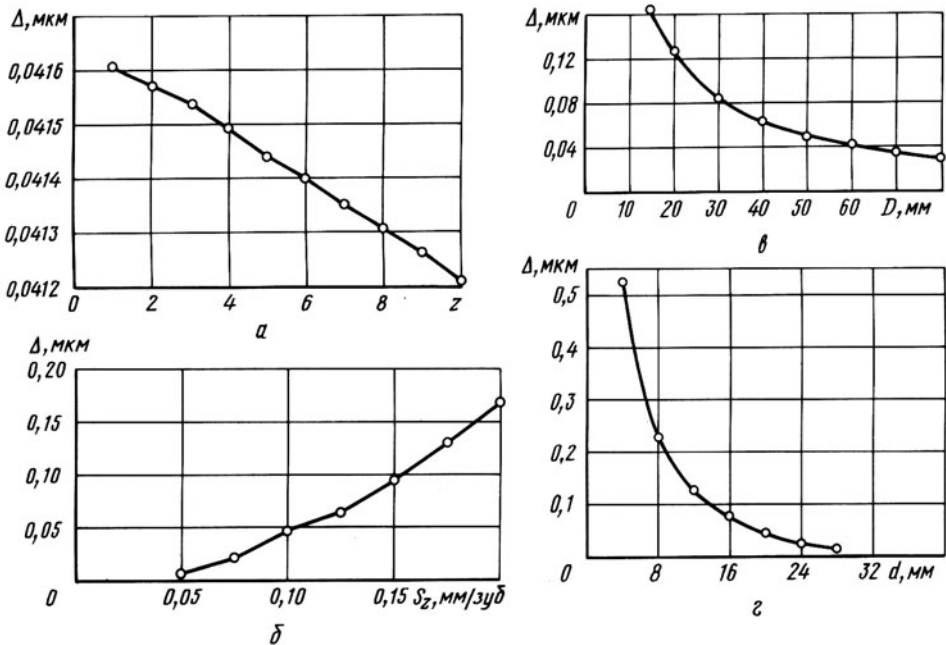 Δ, мкм
0,0416
0,0415
0,0414
0,0413
0,0412
0 2 4 6 8 z
а
Δ, мкм
0,20
0,15
0,10
0,05
0 0,05 0,10 0,15 Sz, мм/зуб
б
Δ, мкм
0,12
0,08
0,04
0 10 20 30 40 50 60 D, мм
в
Δ, мкм
0,5
0,4
0,3
0,2
0,1
0 8 16 24 32 d, мм
г